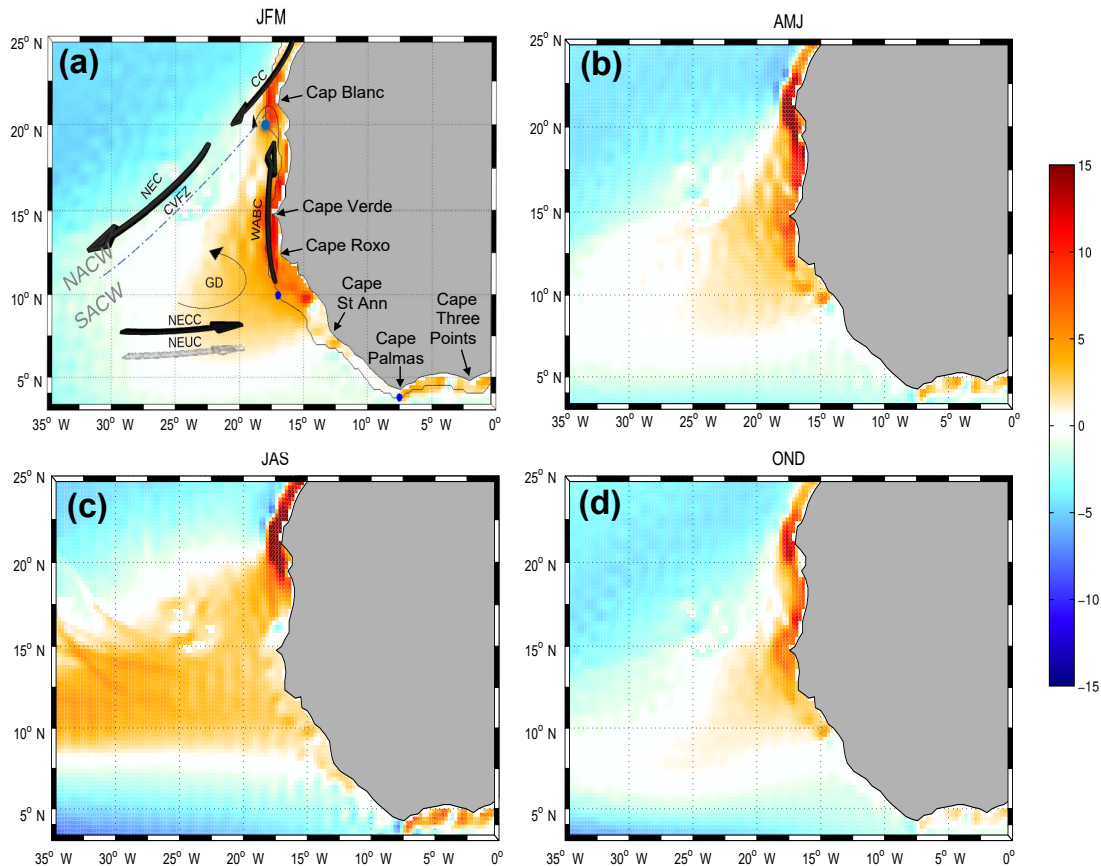 JFM
(a)
CC
Cap Blanc
NEC
CVFZ
WABC
Cape Verde
Cape Roxo
NACW
SACW
GD
Cape
St Ann
Cape
Three
Points
NECC
NEUC
Cape
Palmas
25° N
20° N
15° N
10° N
5° N
35° W
30° W
25° W
20° W
15° W
10° W
5° W
0°
AMJ
(b)
25° N
20° N
15° N
10° N
5° N
35° W
30° W
25° W
20° W
15° W
10° W
5° W
0°
JAS
(c)
25° N
20° N
15° N
10° N
5° N
35° W
30° W
25° W
20° W
15° W
10° W
5° W
0°
OND
(d)
25° N
20° N
15° N
10° N
5° N
35° W
30° W
25° W
20° W
15° W
10° W
5° W
0°
15
10
5
0
−5
−10
−15